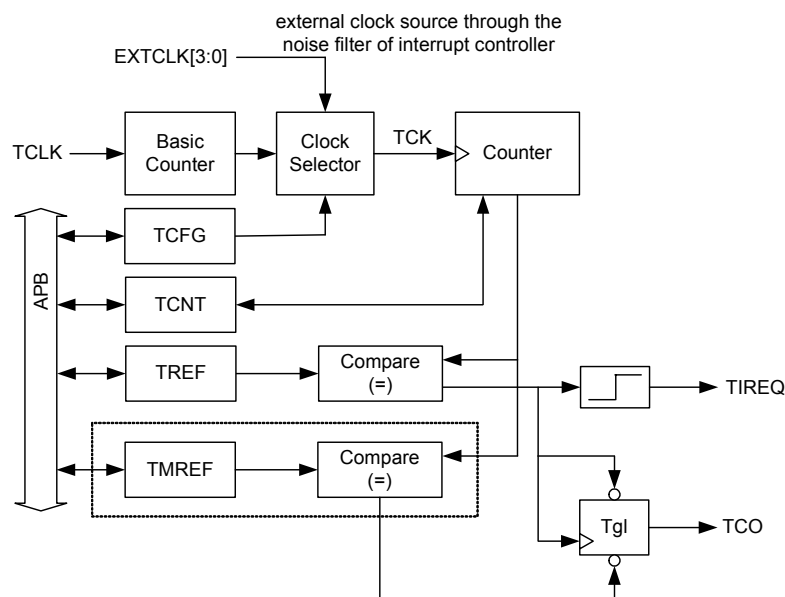 external clock source through the
noise filter of interrupt controller
EXTCLK[3:0]
TCLK
Basic
Counter
Clock
Selector
TCK
Counter
APB
TCFG
TCNT
TREF
Compare
(=)
TIREQ
TMREF
Compare
(=)
Tgl
TCO